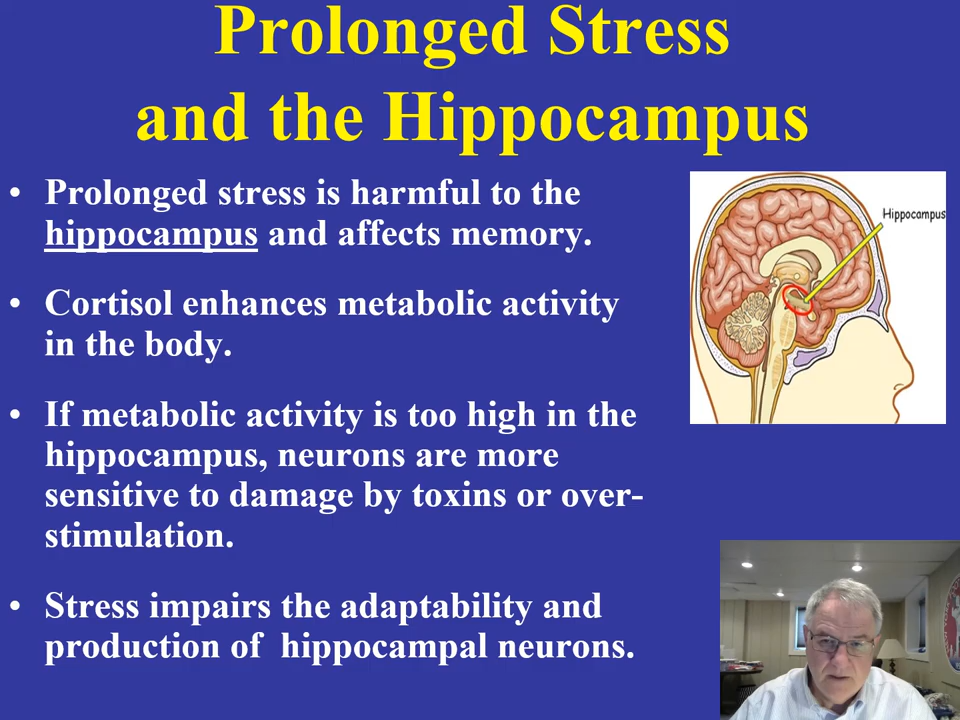 Prolonged Stress
and the Hippocampus
• Prolonged stress is harmful to the
hippocampus and affects memory.
• Cortisol enhances metabolic activity
in the body.
• If metabolic activity is too high in the
hippocampus, neurons are more
sensitive to damage by toxins or over-
stimulation.
• Stress impairs the adaptability and
production of  hippocampal neurons.
Hippocampus